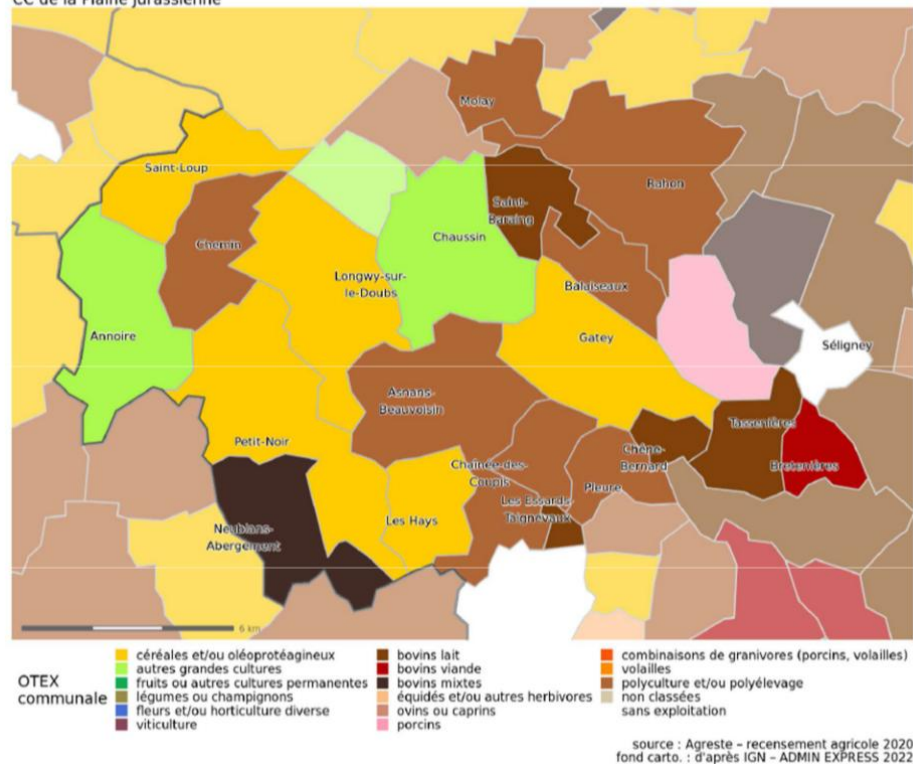 CC de la Plaine Jurassienne
Molay
Saint-Loup
Rahon
Saint-
Baraing
Chemin
Chaussin
Longwy-sur-
le-Doubs
Balaiseaux
Annoire
Gatey
Séligney
Asnans-
Beauvoisin
Tassenières
Petit-Noir
Chêne-
Bernard
Chaînée-des-
Coupis
Bretenières
Pleure
Les Essards-
Taignevaux
Les Hays
Neublans-
Abergement
6 km
OTEX
communale
céréales et/ou oléoprotéagineux
autres grandes cultures
fruits ou autres cultures permanentes
légumes ou champignons
fleurs et/ou horticulture diverse
viticulture
bovins lait
bovins viande
bovins mixtes
équidés et/ou autres herbivores
ovins ou caprins
porcins
combinaisons de granivores (porcins, volailles)
volailles
polyculture et/ou polyélevage
non classées
sans exploitation
source : Agreste – recensement agricole 2020
fond carto. : d'après IGN – ADMIN EXPRESS 2022